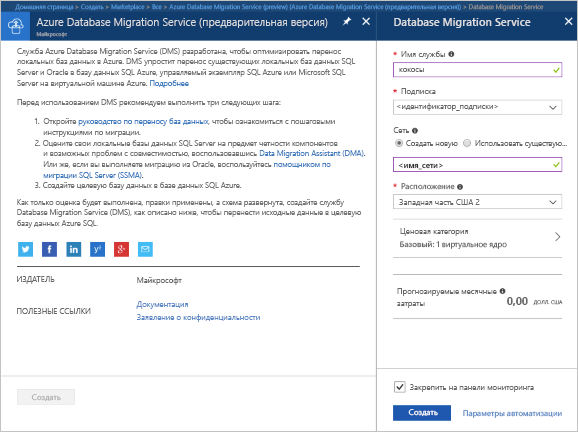 Домашняя страница > Создать > Marketplace > Все > Azure Database Migration Service (preview) (Azure Database Migration Service (предварительная версия)) > Database Migration Service
Azure Database Migration Service (предварительная версия)
Майкрософт
Служба Azure Database Migration Service (DMS) разработана, чтобы оптимизировать перенос
локальных баз данных в Azure. DMS упростит перенос существующих локальных баз данных SQL
Server и Oracle в базу данных SQL Azure, управляемый экземпляр SQL Azure или Microsoft SQL
Server на виртуальной машине Azure. Подробнее
Перед использованием DMS рекомендуем выполнить три следующих шага:
1. Откройте руководство по переносу баз данных, чтобы ознакомиться с пошаговыми
инструкциями по миграции.
2. Оцените свои локальные базы данных SQL Server на предмет четности компонентов
и возможных проблем с совместимостью, воспользовавшись Data Migration Assistant (DMA).
Или же, если вы выполняете миграцию из Oracle, воспользуйтесь помощником по
миграции SQL Server (SSMA).
3. Создайте целевую базу данных в базе данных SQL Azure.
Как только оценка будет выполнена, правки применены, а схема развернута, создайте службу
Database Migration Service (DMS), как описано ниже, чтобы перенести исходные данные в целевую
базу данных Azure SQL.
ИЗДАТЕЛЬ Майкрософт
ПОЛЕЗНЫЕ ССЫЛКИ Документация
Заявление о конфиденциальности
Создать
Database Migration Service
* Имя службы
кокосы
* Подписка
<идентификатор_подписки>
Сеть
Создать новую Использовать существую...
<имя_сети>
* Расположение
Западная часть США 2
Ценовая категория
Базовый: 1 виртуальное ядро
Прогнозируемые месячные
затраты 0,00 ДОЛЛ. США
Закрепить на панели мониторинга
Создать Параметры автоматизации